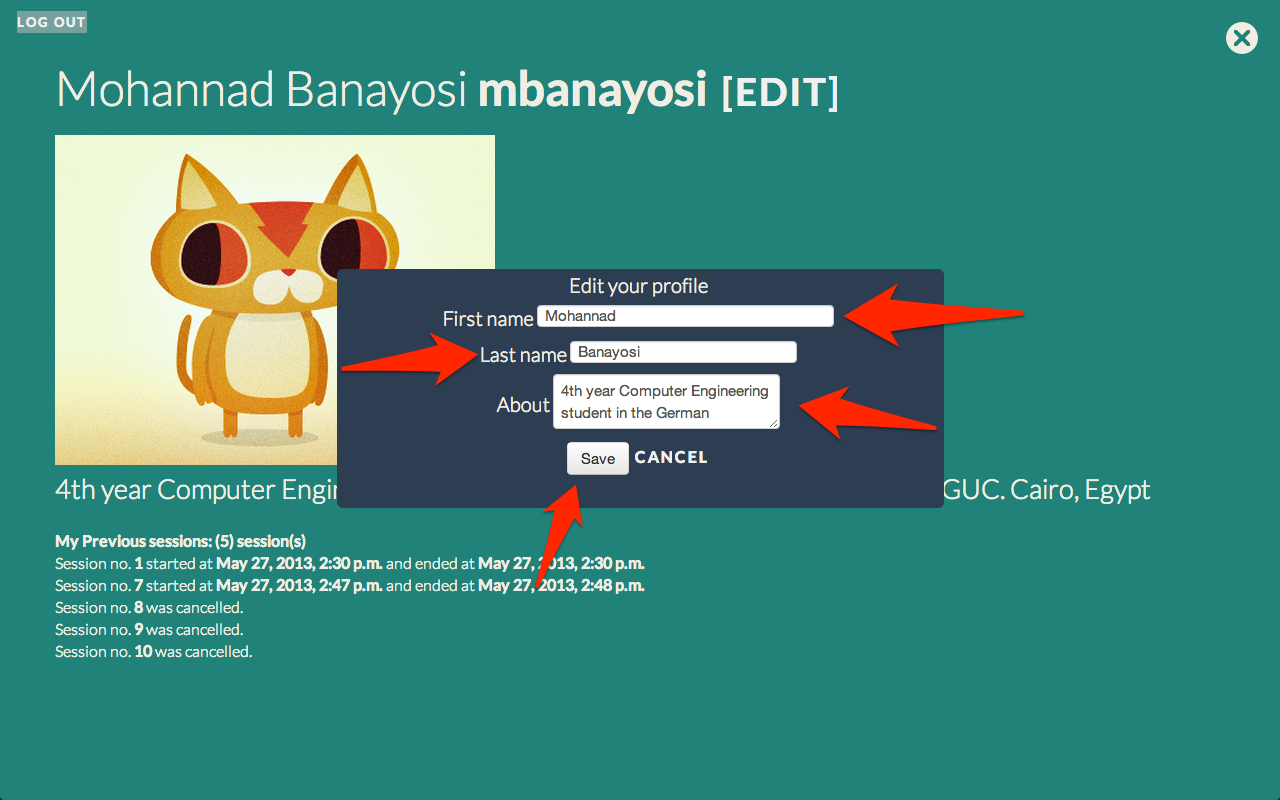 LOG OUT
Mohannad Banayosi mbanayosi [EDIT]
Edit your profile
First name Mohannad
Last name Banayosi
About 4th year Computer Engineering
student in the German
Save CANCEL
4th year Computer Engin GUC. Cairo, Egypt
My Previous sessions: (5) session(s)
Session no. 1 started at May 27, 2013, 2:30 p.m. and ended at May 27, 2013, 2:30 p.m.
Session no. 7 started at May 27, 2013, 2:47 p.m. and ended at May 27, 2013, 2:48 p.m.
Session no. 8 was cancelled.
Session no. 9 was cancelled.
Session no. 10 was cancelled.